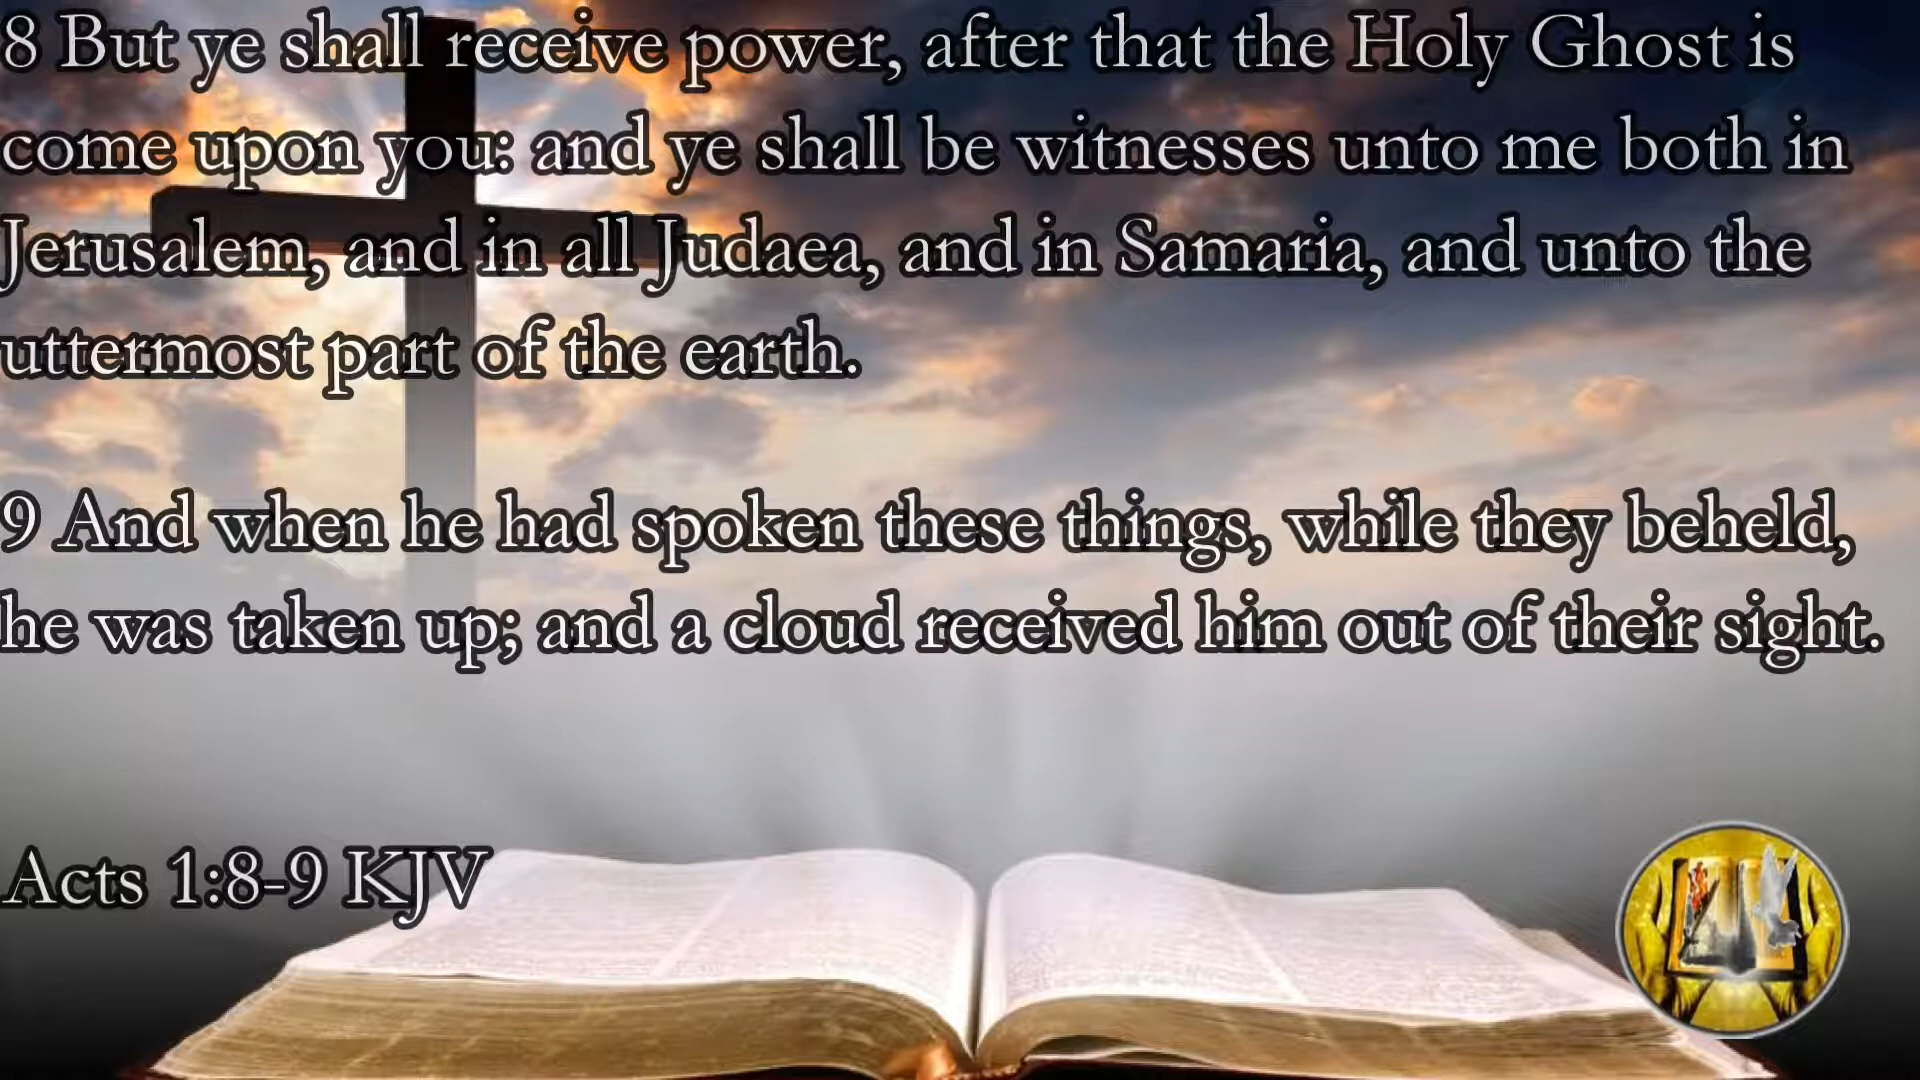 8 But ye shall receive power, after that the Holy Ghost is
come upon you: and ye shall be witnesses unto me both in
Jerusalem, and in all Judaea, and in Samaria, and unto the
uttermost part of the earth.
9 And when he had spoken these things, while they beheld,
he was taken up; and a cloud received him out of their sight.
Acts 1:8-9 KJV